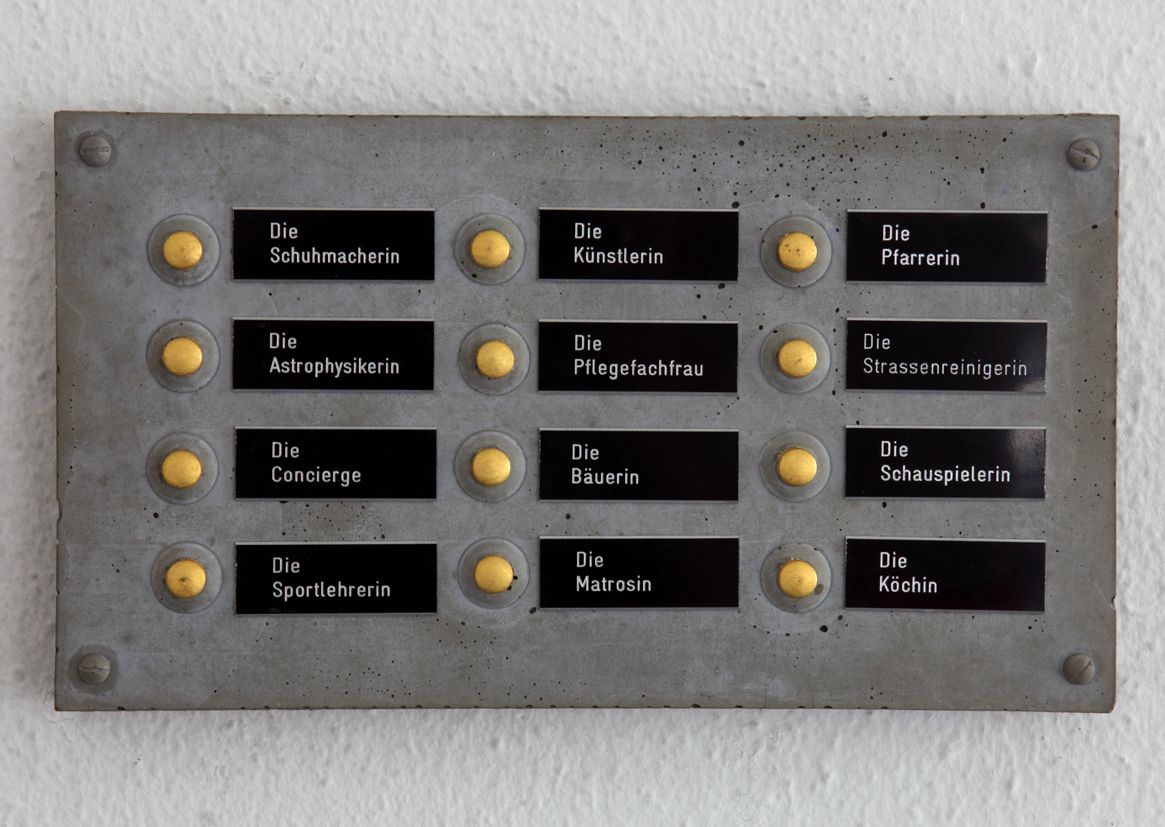 Die
Schuhmacherin
Die
Künstlerin
Die
Pfarrerin
Die
Astrophysikerin
Die
Pflegefachfrau
Die
Strassenreinigerin
Die
Concierge
Die
Bäuerin
Die
Schauspielerin
Die
Sportlehrerin
Die
Matrosin
Die
Köchin